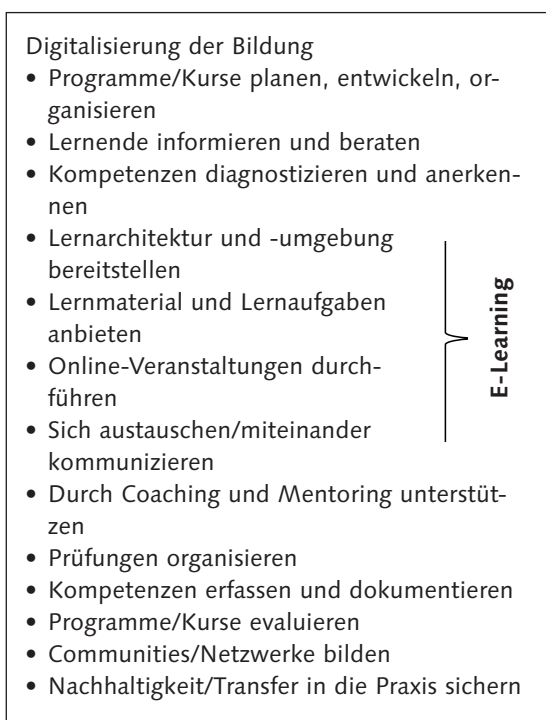 Digitalisierung der Bildung
• Programme/Kurse planen, entwickeln, or-
ganisieren
• Lernende informieren und beraten
• Kompetenzen diagnostizieren und anerken-
nen
• Lernarchitektur und -umgebung
bereitstellen
• Lernmaterial und Lernaufgaben
anbieten
• Online-Veranstaltungen durch-
führen
• Sich austauschen/miteinander
kommunizieren
E-Learning
• Durch Coaching und Mentoring unterstüt-
zen
• Prüfungen organisieren
• Kompetenzen erfassen und dokumentieren
• Programme/Kurse evaluieren
• Communities/Netzwerke bilden
• Nachhaltigkeit/Transfer in die Praxis sichern